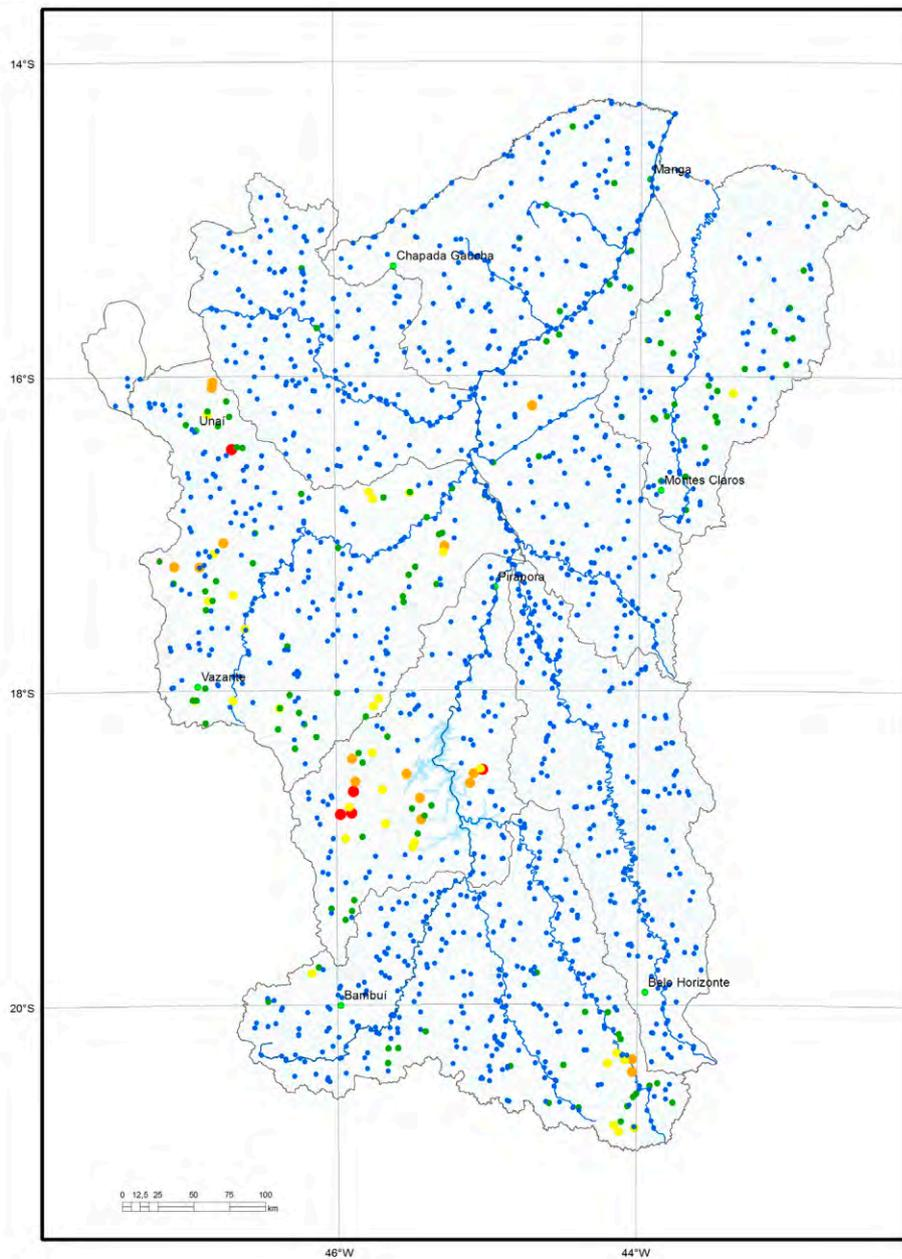 14°S
Manga
Chapada Gaúcha
16°S
Unaí
Montes Claros
Pirapora
Vazante
18°S
Belo Horizonte
Bambuí
20°S
0 12,5 25 50 75 100
km
46°W 44°W